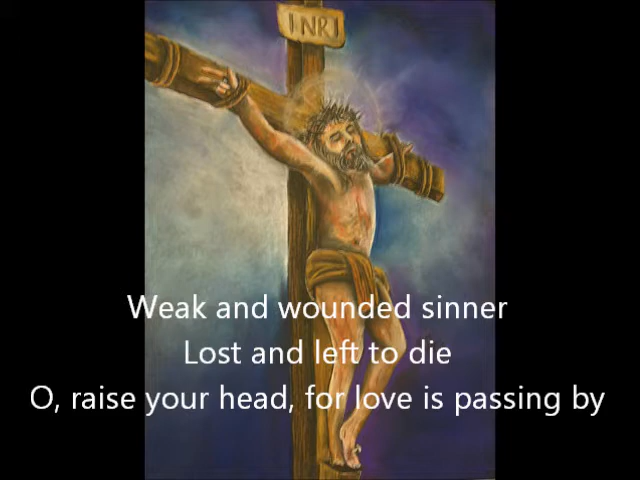 INRI
Weak and wounded sinner
Lost and left to die
O, raise your head, for love is passing by